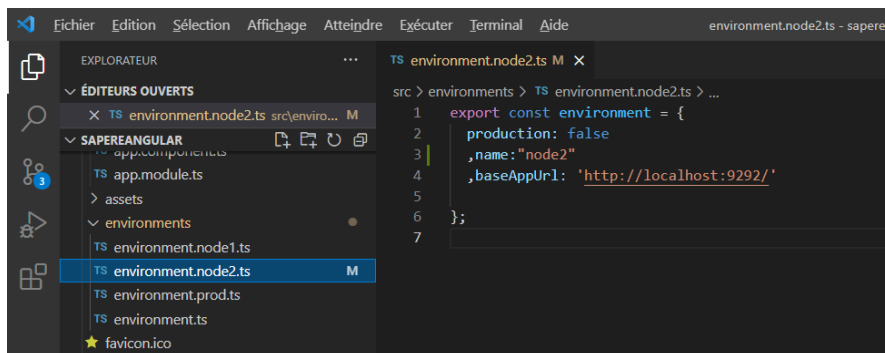 Fichier Edition Sélection Affichage Atteindre Exécuter Terminal Aide environment.node2.ts - sapere
EXPLORATEUR ...
ÉDITEURS OUVERTS
TS environment.node2.ts src\enviro... M
SAPEREANGULAR
TS app.component.ts
TS app.module.ts
assets
environments
TS environment.node1.ts
TS environment.node2.ts M
TS environment.prod.ts
TS environment.ts
favicon.ico
3
TS environment.node2.ts M
src > environments > TS environment.node2.ts > ...
1 export const environment = {
2 production: false
3 ,name:"node2"
4 ,baseAppUrl: 'http://localhost:9292/'
5
6 };
7